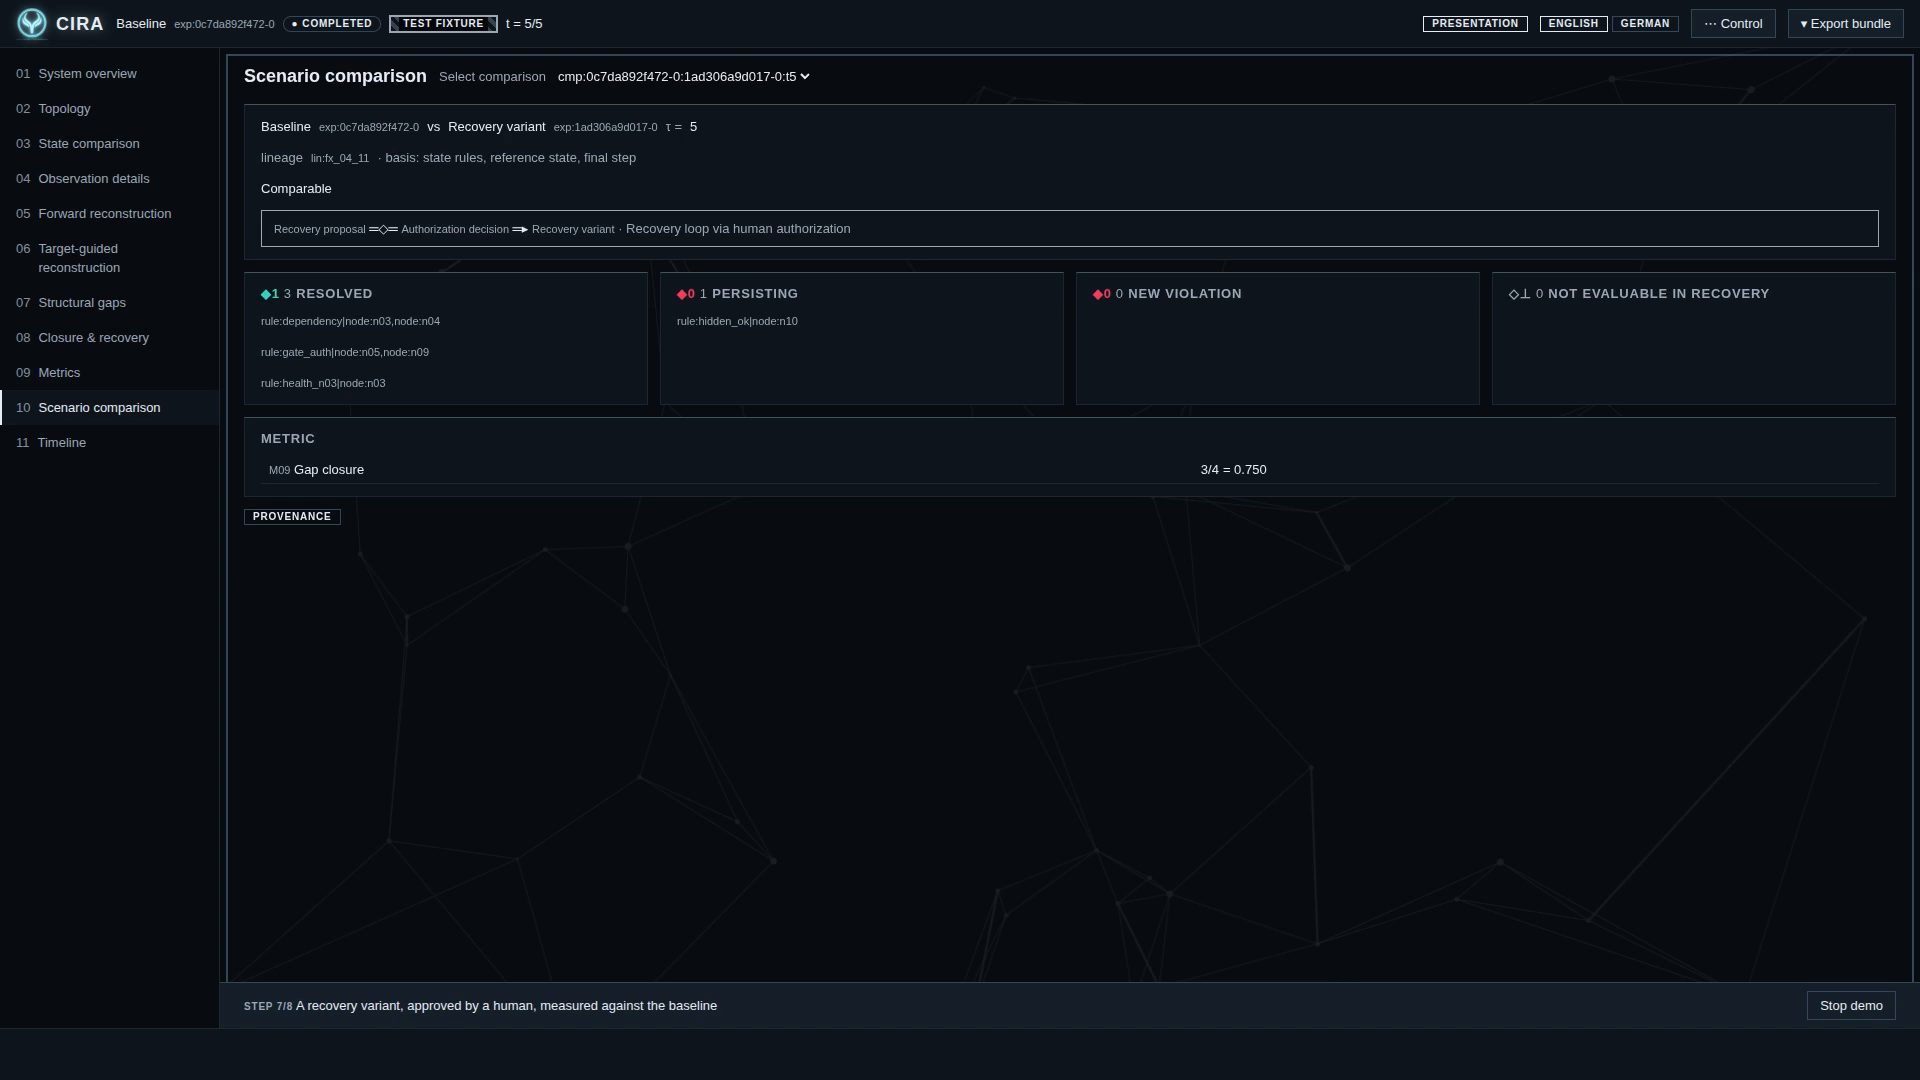 CIRA Baseline exp:0c7da892f472-0 ● COMPLETED TEST FIXTURE t = 5/5 PRESENTATION ENGLISH GERMAN ⋯ Control ▾ Export bundle
01 System overview
02 Topology
03 State comparison
04 Observation details
05 Forward reconstruction
06 Target-guided
reconstruction
07 Structural gaps
08 Closure & recovery
09 Metrics
10 Scenario comparison
11 Timeline
Scenario comparison Select comparison cmp:0c7da892f472-0:1ad306a9d017-0:t5
Baseline exp:0c7da892f472-0 vs Recovery variant exp:1ad306a9d017-0 τ = 5
lineage lin:fx_04_11 · basis: state rules, reference state, final step
Comparable
Recovery proposal ═◇═ Authorization decision ═▸ Recovery variant · Recovery loop via human authorization
◆1 3 RESOLVED
rule:dependency|node:n03,node:n04
rule:gate_auth|node:n05,node:n09
rule:health_n03|node:n03
◆0 1 PERSISTING
rule:hidden_ok|node:n10
◆0 0 NEW VIOLATION
◇⊥ 0 NOT EVALUABLE IN RECOVERY
METRIC
M09 Gap closure 3/4 = 0.750
PROVENANCE
STEP 7/8 A recovery variant, approved by a human, measured against the baseline
Stop demo